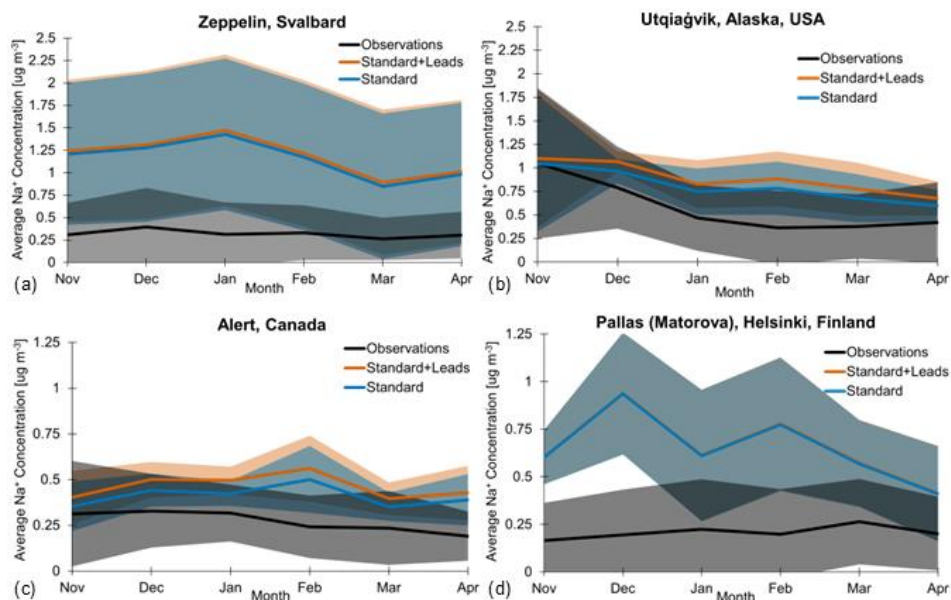 Zeppelin, Svalbard
2.5
2.25
2
1.75
1.5
1.25
1
0.75
0.5
0.25
0
Average Na⁺ Concentration [ug m⁻³]
Observations
Standard+Leads
Standard
Nov Dec Jan Feb Mar Apr
Month
(a)
Utqiaġvik, Alaska, USA
2.5
2.25
2
1.75
1.5
1.25
1
0.75
0.5
0.25
0
Average Na⁺ Concentration [ug m⁻³]
Observations
Standard+Leads
Standard
Nov Dec Jan Feb Mar Apr
Month
(b)
Alert, Canada
1.25
1
0.75
0.5
0.25
0
Average Na⁺ Concentration [ug m⁻³]
Observations
Standard+Leads
Standard
Nov Dec Jan Feb Mar Apr
Month
(c)
Pallas (Matorova), Helsinki, Finland
1.25
1
0.75
0.5
0.25
0
Average Na⁺ Concentration [ug m⁻³]
Observations
Standard+Leads
Standard
Nov Dec Jan Feb Mar Apr
Month
(d)